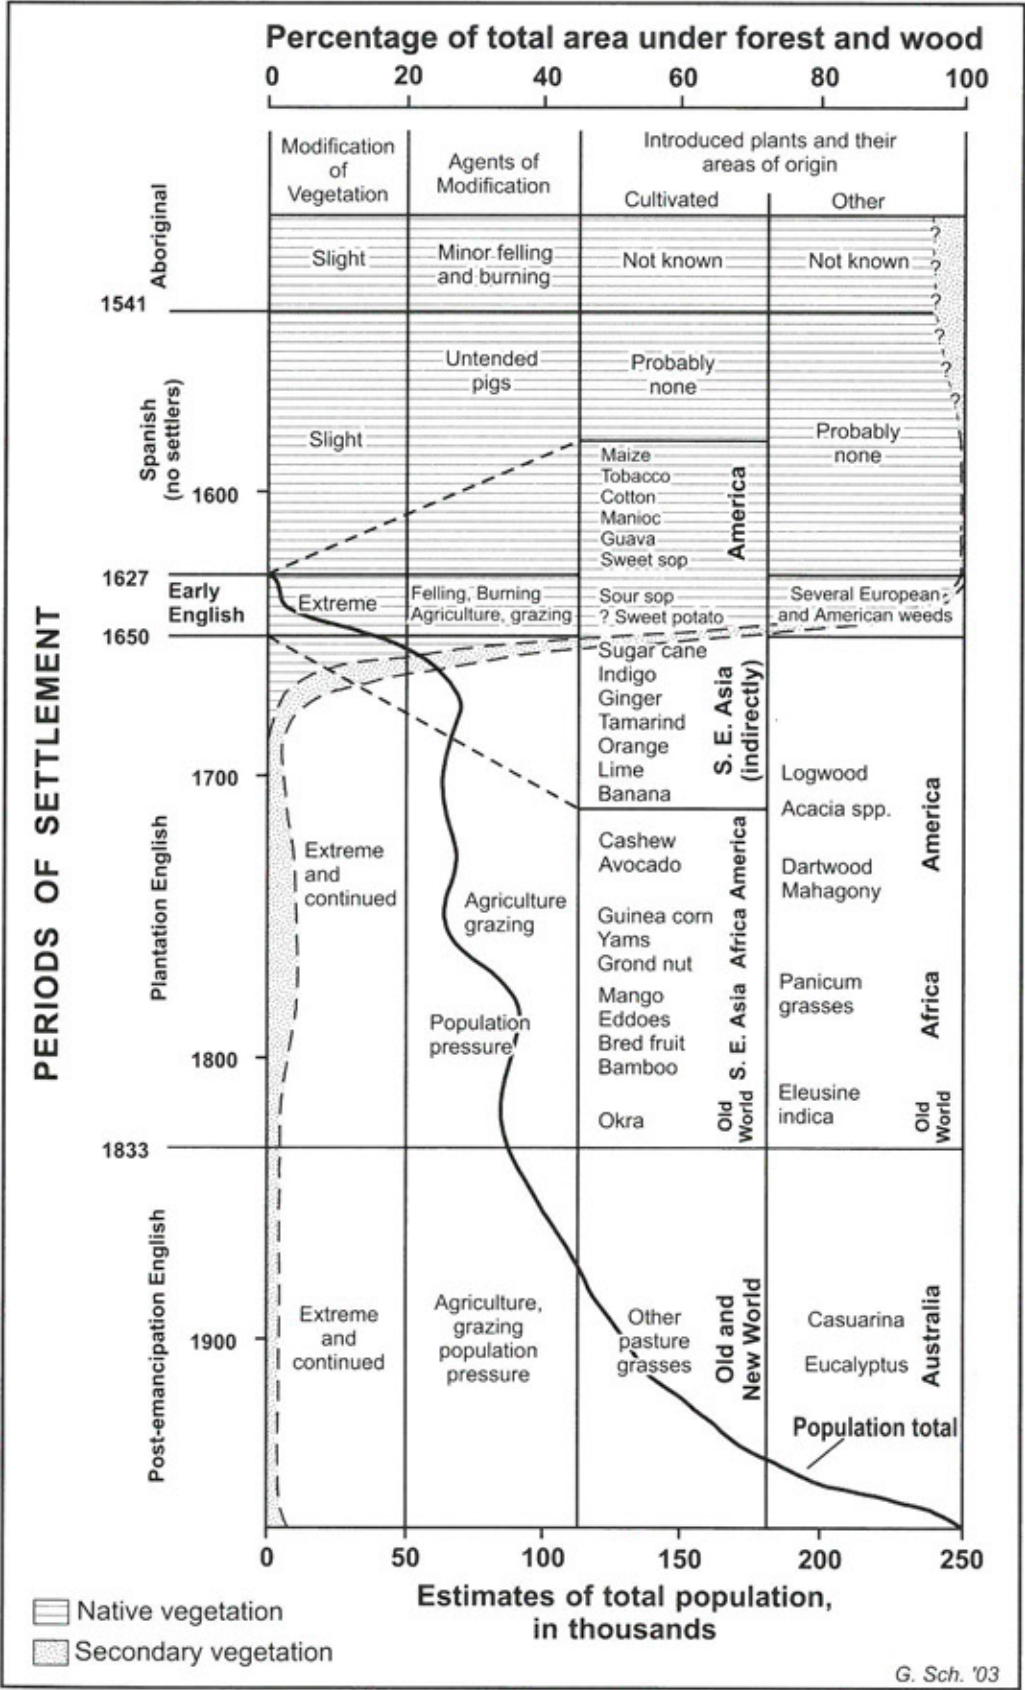 Percentage of total area under forest and wood
0 20 40 60 80 100
Modification
of
Vegetation
Agents of
Modification
Introduced plants and their
areas of origin
Cultivated
Other
Aboriginal
Slight
Minor felling
and burning
Not known
Not known
?
?
?
1541
?
?
?
Spanish
(no settlers)
Untended
pigs
Probably
none
Probably
none
Slight
1600
Maize
Tobacco
Cotton
Manioc
Guava
Sweet sop
America
1627
Early
English
Extreme
Felling, Burning
Agriculture, grazing
Sour sop
? Sweet potato
Several European
and American weeds
?
1650
PERIODS OF SETTLEMENT
Sugar cane
Indigo
Ginger
Tamarind
Orange
Lime
Banana
S. E. Asia
(indirectly)
1700
Logwood
Acacia spp.
Dartwood
Mahagony
America
Plantation English
Extreme
and
continued
Agriculture
grazing
Population
pressure
Cashew
Avocado
America
Guinea corn
Yams
Grond nut
Africa
Mango
Eddoes
Bred fruit
Bamboo
S. E. Asia
Okra
Old
World
Panicum
grasses
Africa
Eleusine
indica
Old
World
1800
1833
Post-emancipation English
1900
Extreme
and
continued
Agriculture,
grazing
population
pressure
Other
pasture
grasses
Old and
New World
Casuarina
Eucalyptus
Australia
Population total
0 50 100 150 200 250
Estimates of total population,
in thousands
Native vegetation
Secondary vegetation
G. Sch. '03